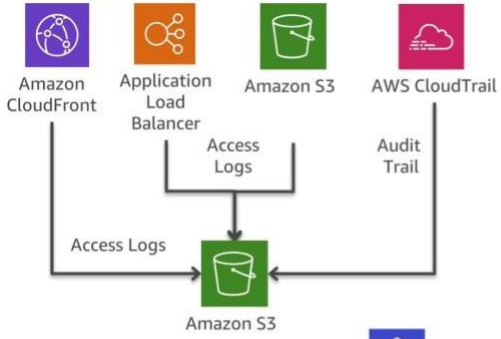 Amazon
CloudFront
Application
Load
Balancer
Amazon S3
AWS CloudTrail
Access
Logs
Audit
Trail
Access Logs
Amazon S3